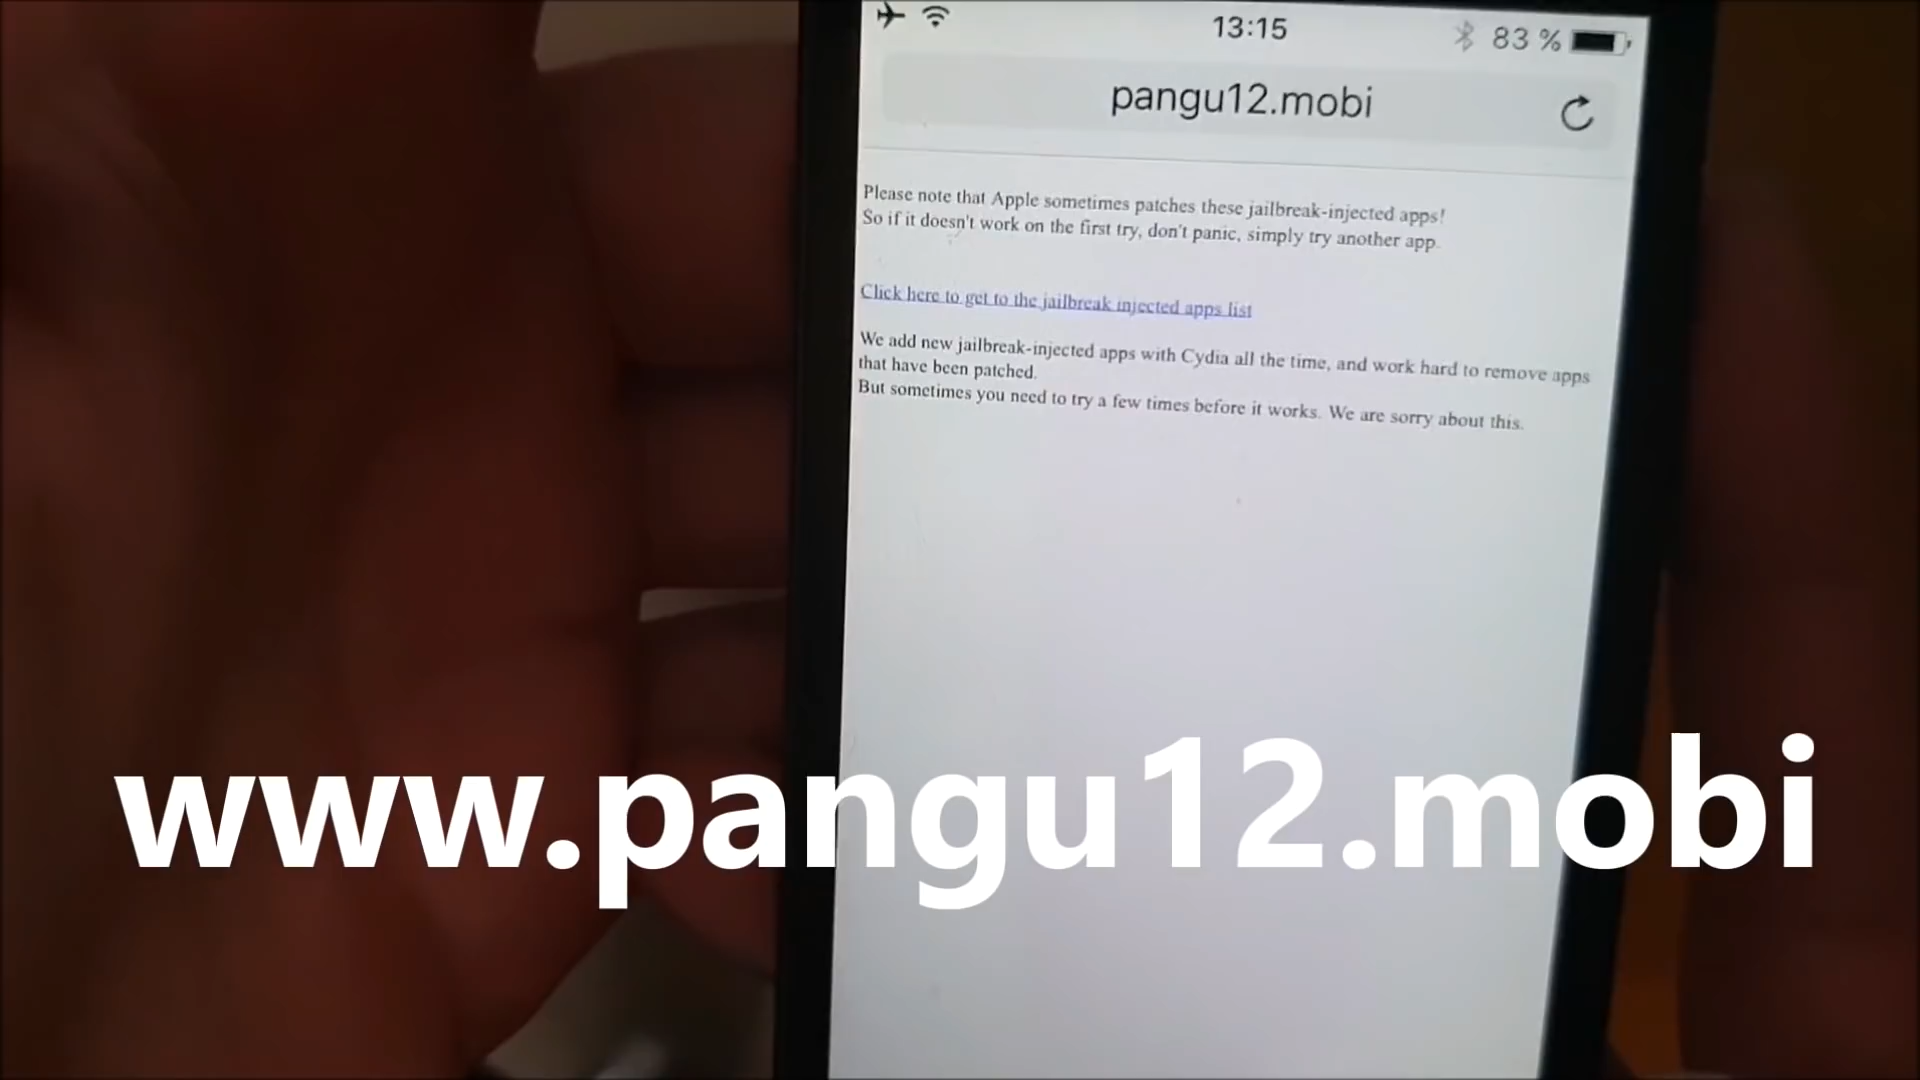 13:15
83 %
pangu12.mobi
Please note that Apple sometimes patches these jailbreak-injected apps!
So if it doesn't work on the first try, don't panic, simply try another app.
Click here to get to the jailbreak injected apps list
We add new jailbreak-injected apps with Cydia all the time, and work hard to remove apps
that have been patched.
But sometimes you need to try a few times before it works. We are sorry about this.
www.pangu12.mobi